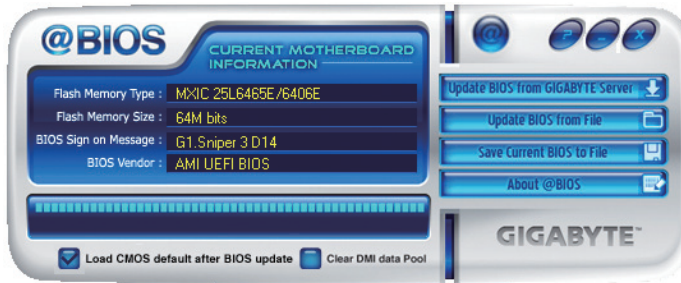 @BIOS
CURRENT MOTHERBOARD
INFORMATION
Flash Memory Type : MXIC 25L6465E/6406E
Flash Memory Size : 64M bits
BIOS Sign on Message : G1.Sniper 3 D14
BIOS Vendor : AMI UEFI BIOS
Load CMOS default after BIOS update
Clear DMI data Pool
@ ? _ X
Update BIOS from GIGABYTE Server
Update BIOS from File
Save Current BIOS to File
About @BIOS
GIGABYTE™